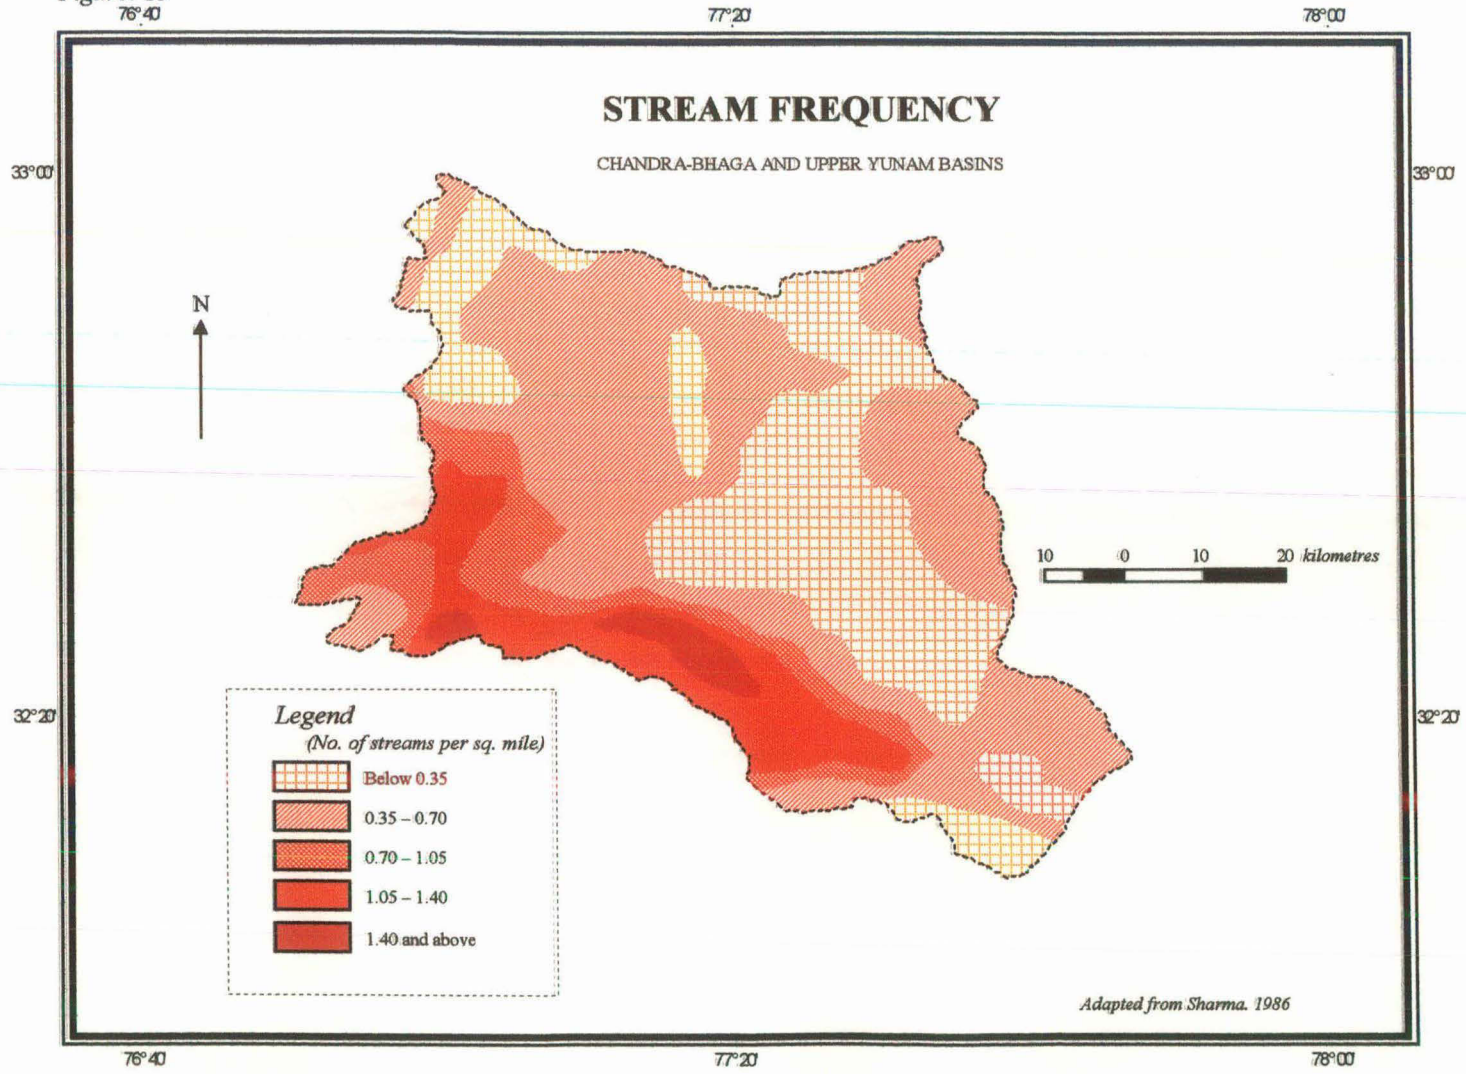 76°40'
77°20'
78°00'
STREAM FREQUENCY
CHANDRA-BHAGA AND UPPER YUNAM BASINS
33°00'
33°00'
N
10 0 10 20 kilometres
32°20'
32°20'
Legend
(No. of streams per sq. mile)
Below 0.35
0.35 – 0.70
0.70 – 1.05
1.05 – 1.40
1.40 and above
Adapted from Sharma. 1986
76°40'
77°20'
78°00'